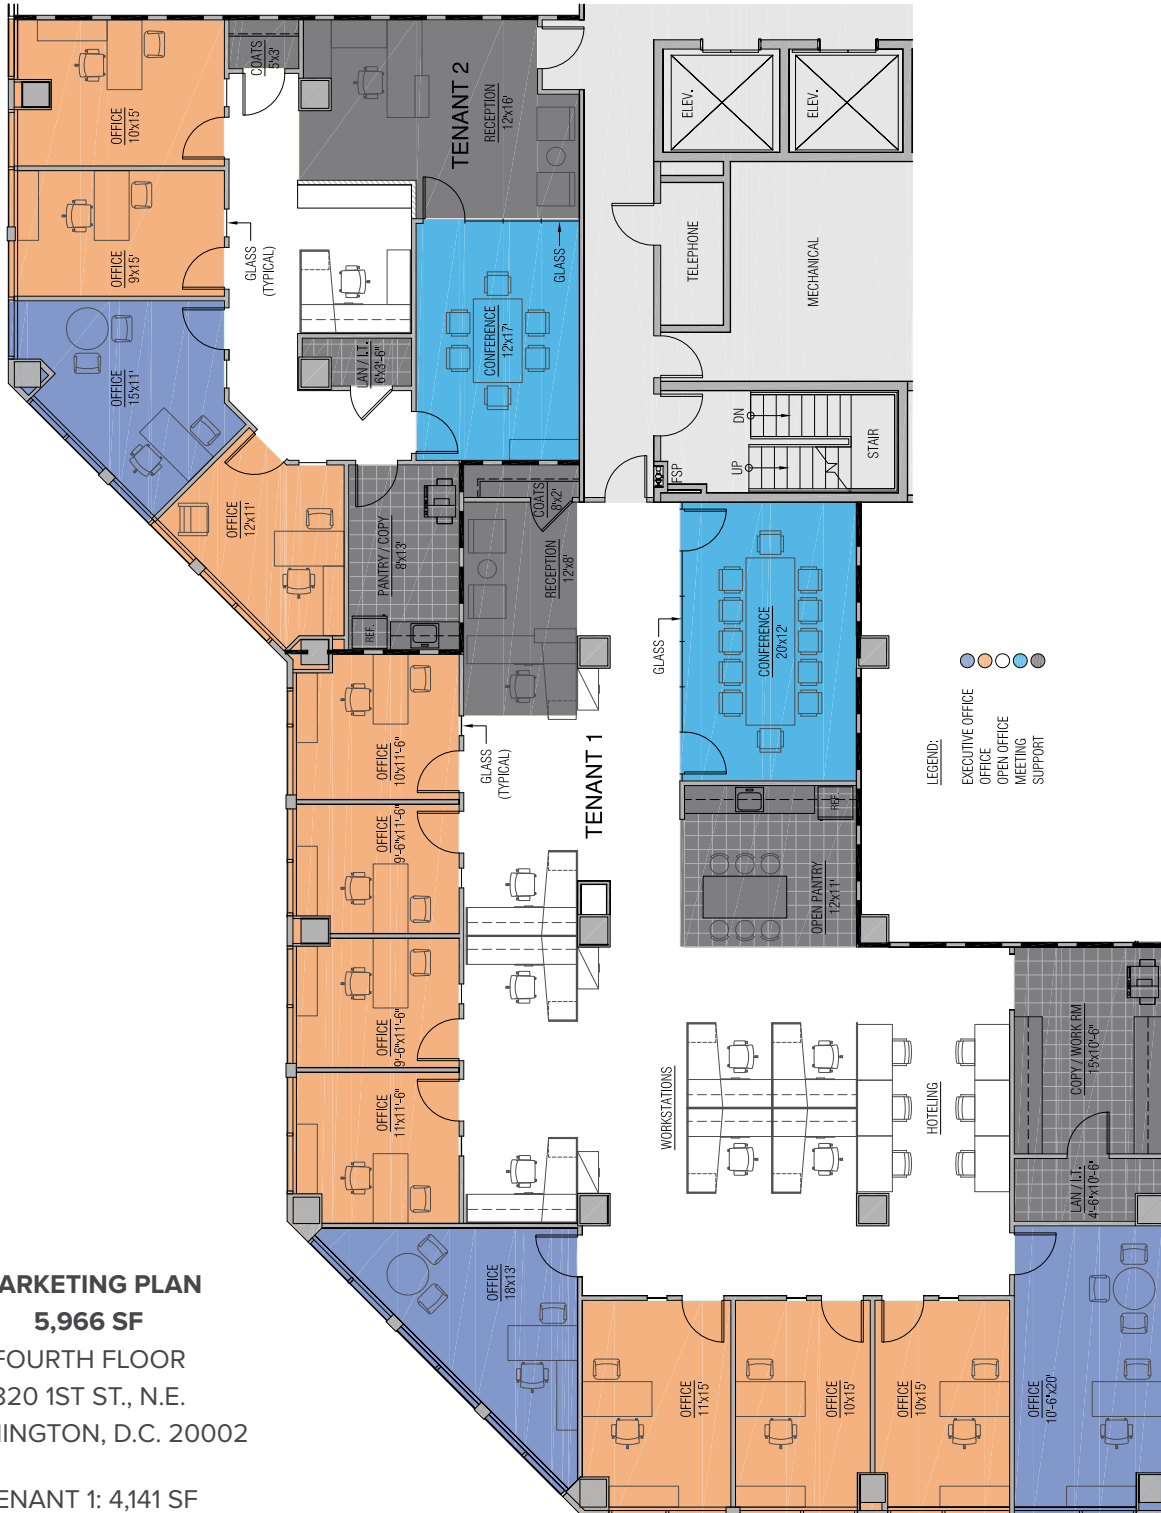 OFFICE
10'x15'
COATS
5'x3'
TENANT 2
RECEPTION
12'x16'
ELEV.
ELEV.
OFFICE
9'x15'
GLASS
(TYPICAL)
GLASS
TELEPHONE
MECHANICAL
OFFICE
15'x11'
LAN / I.T.
6'x3'-6"
CONFERENCE
12'x17'
DN
UP
STAIR
FSP
OFFICE
12'x11'
PANTRY / COPY
8'x13'
REF.
COATS
8'x2'
RECEPTION
12'x8'
GLASS
CONFERENCE
20'x12'
OFFICE
10'x11'-6"
GLASS
(TYPICAL)
TENANT 1
LEGEND:
EXECUTIVE OFFICE
OFFICE
OPEN OFFICE
MEETING
SUPPORT
OFFICE
9'-6"x11'-6"
REF.
OPEN PANTRY
12'x11'
OFFICE
9'-6"x11'-6"
OFFICE
11'x11'-6"
WORKSTATIONS
HOTELING
COPY / WORK RM
15'x10'-6"
LAN / I.T.
4'-6"x10'-6"
OFFICE
18'x13'
OFFICE
11'x15'
OFFICE
10'x15'
OFFICE
10'x15'
OFFICE
10'-6"x20'
ARKETING PLAN
5,966 SF
FOURTH FLOOR
820 1ST ST., N.E.
HINGTON, D.C. 20002
ENANT 1: 4,141 SF